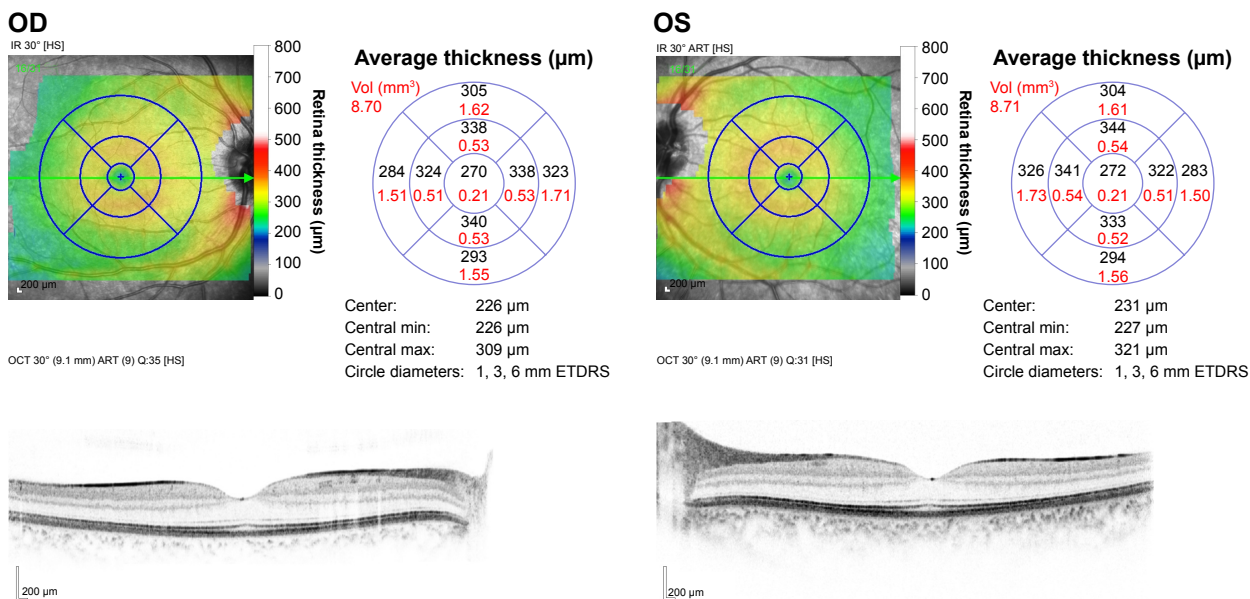 OD
IR 30° [HS]
800
700
600
500
400
300
200
100
0
Retina thickness (µm)
200 µm
Average thickness (µm)
Vol (mm³)
8.70
305
1.62
338
0.53
284 324 270 338 323
1.51 0.51 0.21 0.53 1.71
340
0.53
293
1.55
Center: 226 µm
Central min: 226 µm
Central max: 309 µm
Circle diameters: 1, 3, 6 mm ETDRS
OCT 30° (9.1 mm) ART (9) Q:35 [HS]
200 µm
OS
IR 30° ART [HS]
800
700
600
500
400
300
200
100
0
Retina thickness (µm)
200 µm
Average thickness (µm)
Vol (mm³)
8.71
304
1.61
344
0.54
326 341 272 322 283
1.73 0.54 0.21 0.51 1.50
333
0.52
294
1.56
Center: 231 µm
Central min: 227 µm
Central max: 321 µm
Circle diameters: 1, 3, 6 mm ETDRS
OCT 30° (9.1 mm) ART (9) Q:31 [HS]
200 µm